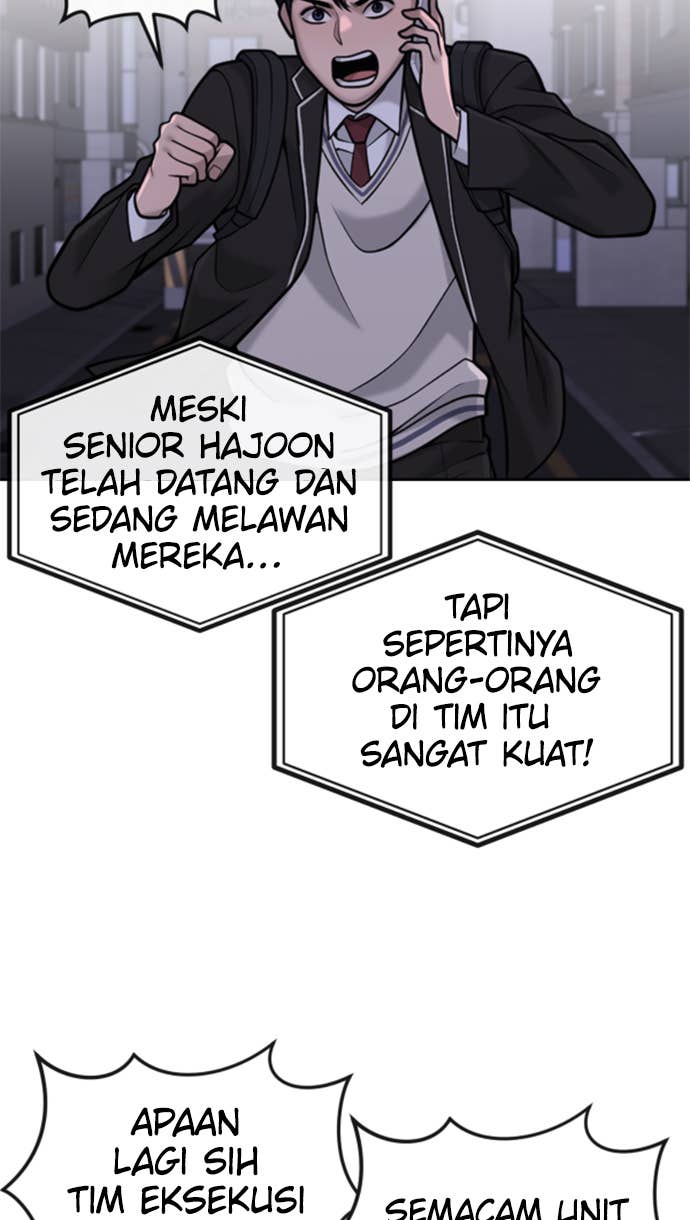 MESKI
SENIOR HAJOON
TELAH DATANG DAN
SEDANG MELAWAN
MEREKA...
TAPI
SEPERTINYA
ORANG-ORANG
DI TIM ITU
SANGAT KUAT!
APAAN
LAGI SIH
TIM EKSEKUSI
SEMACAM UNIT